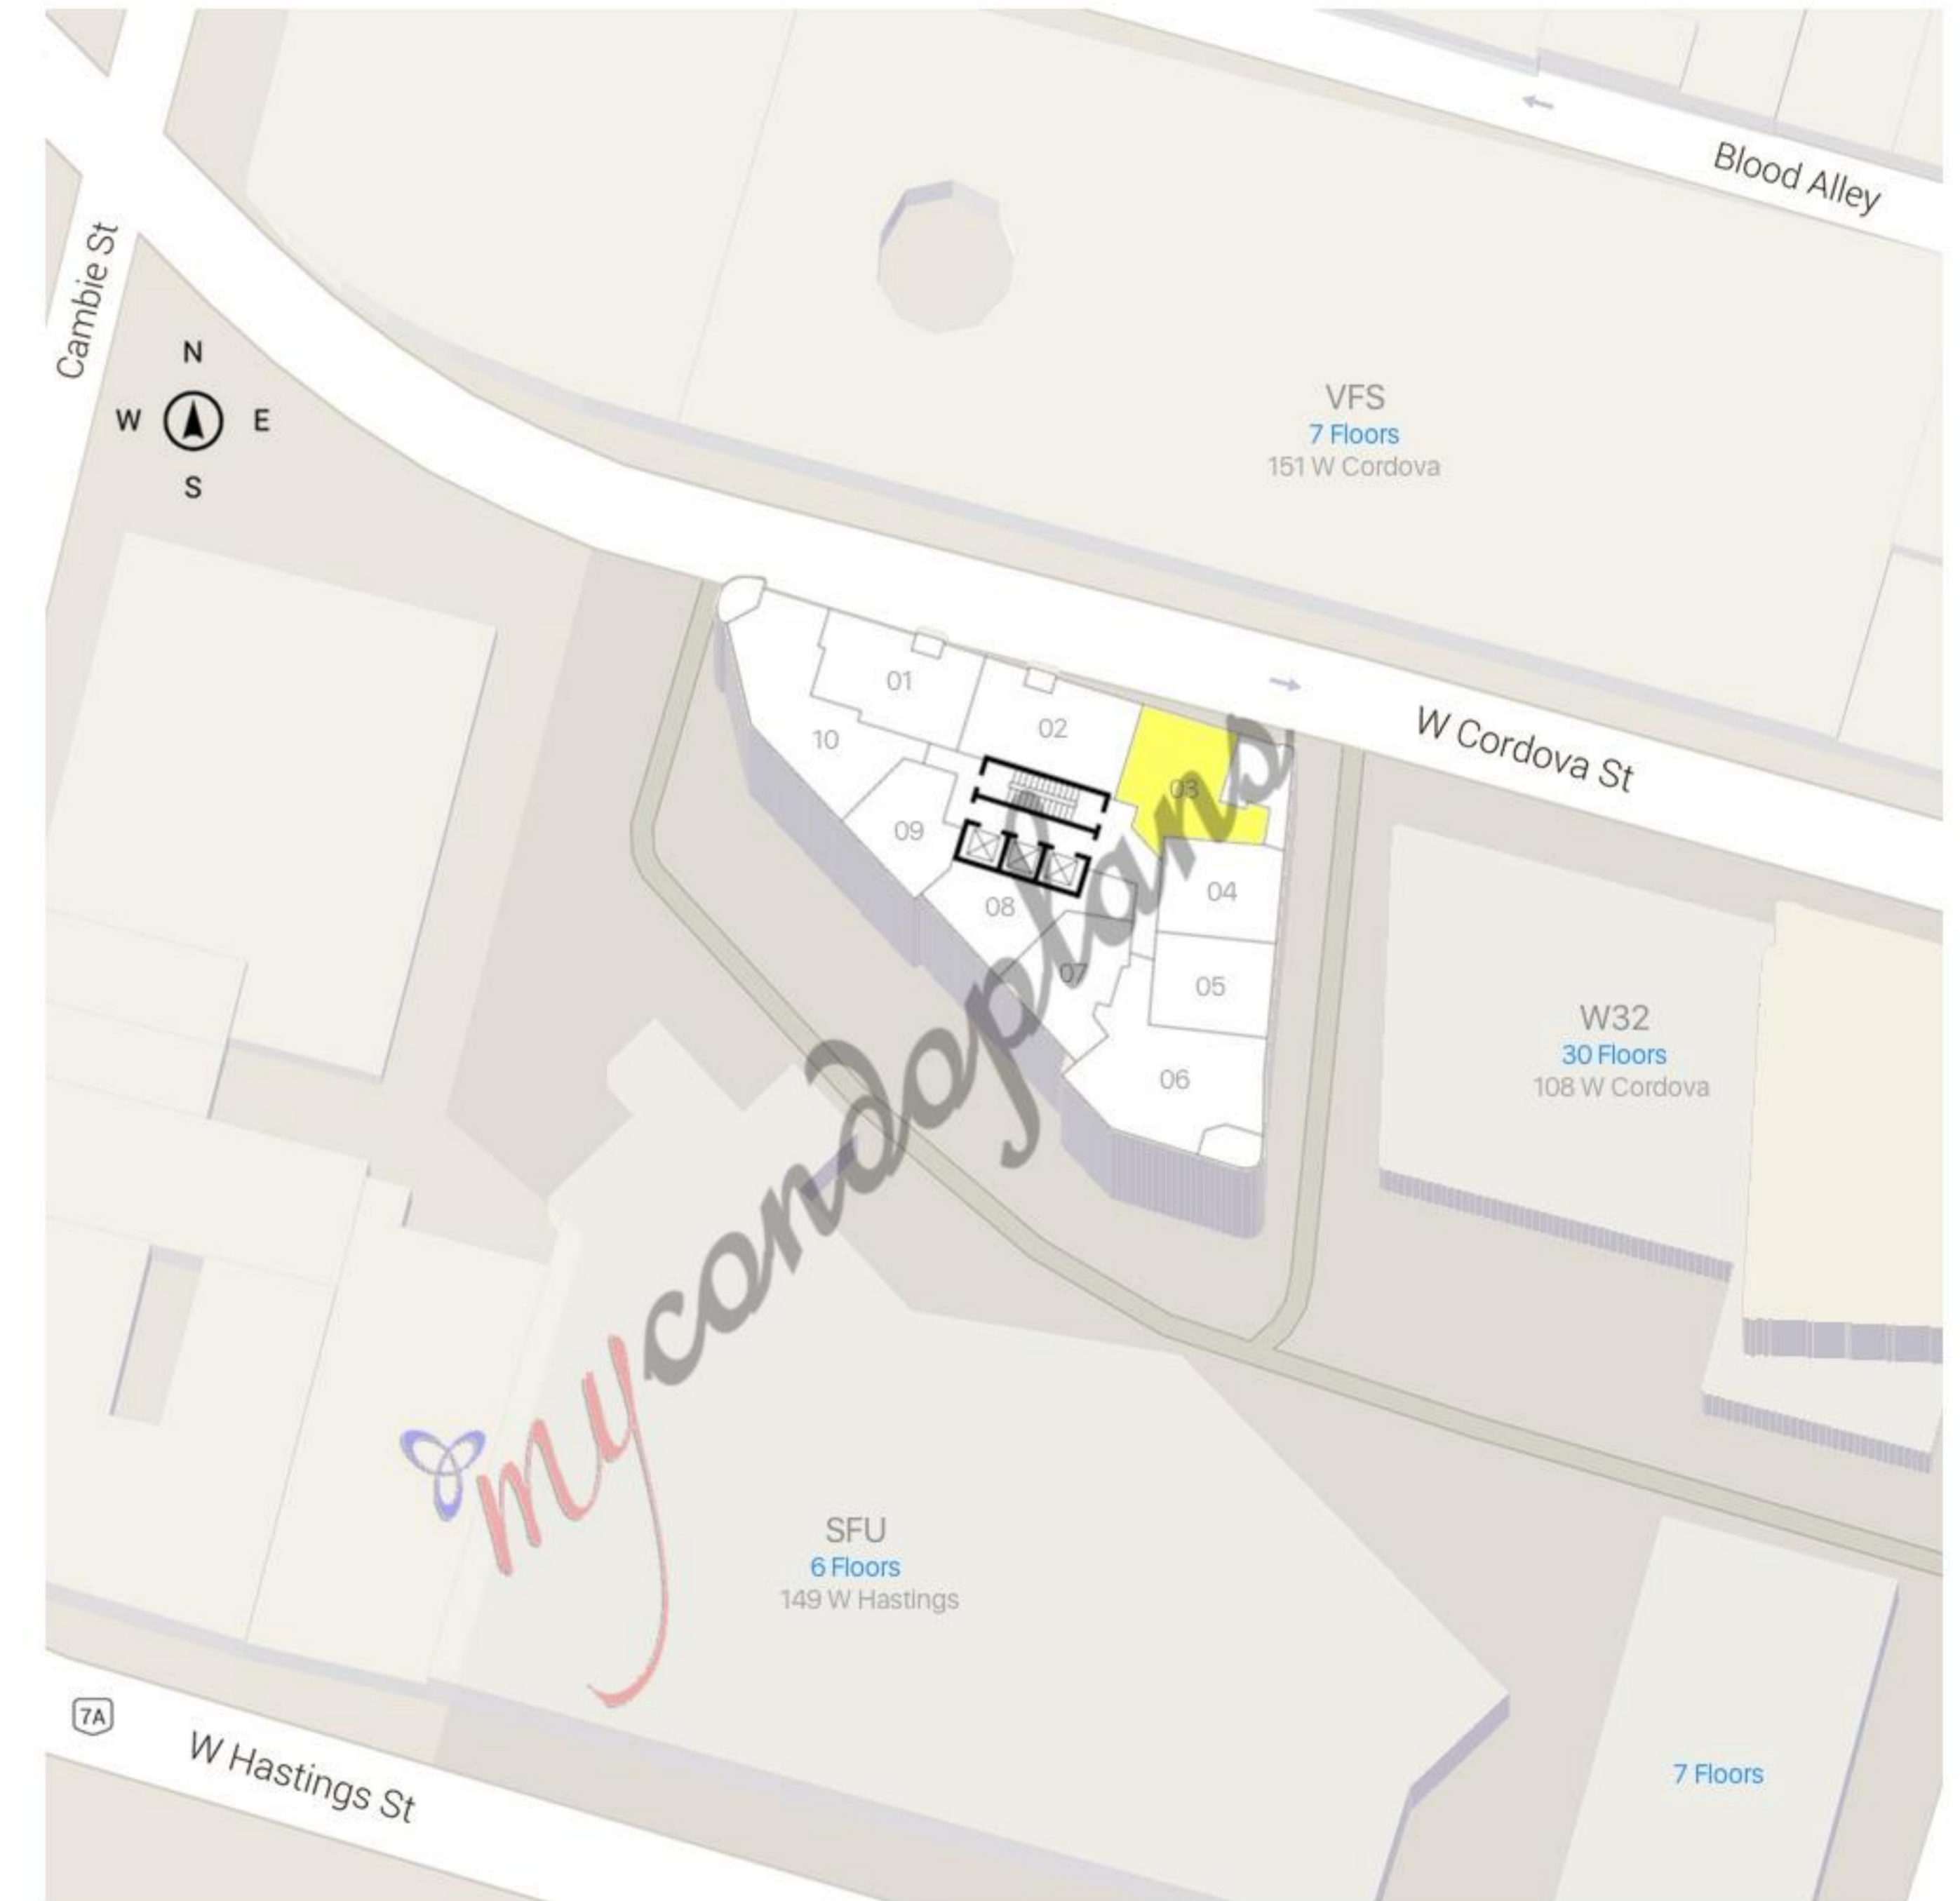 Blood Alley
Cambie St
N
W E
S
VFS
7 Floors
151 W Cordova
01
02
W Cordova St
10
03
09
04
08
07
05
W32
30 Floors
108 W Cordova
06
mycondoplans
SFU
6 Floors
149 W Hastings
7A
W Hastings St
7 Floors